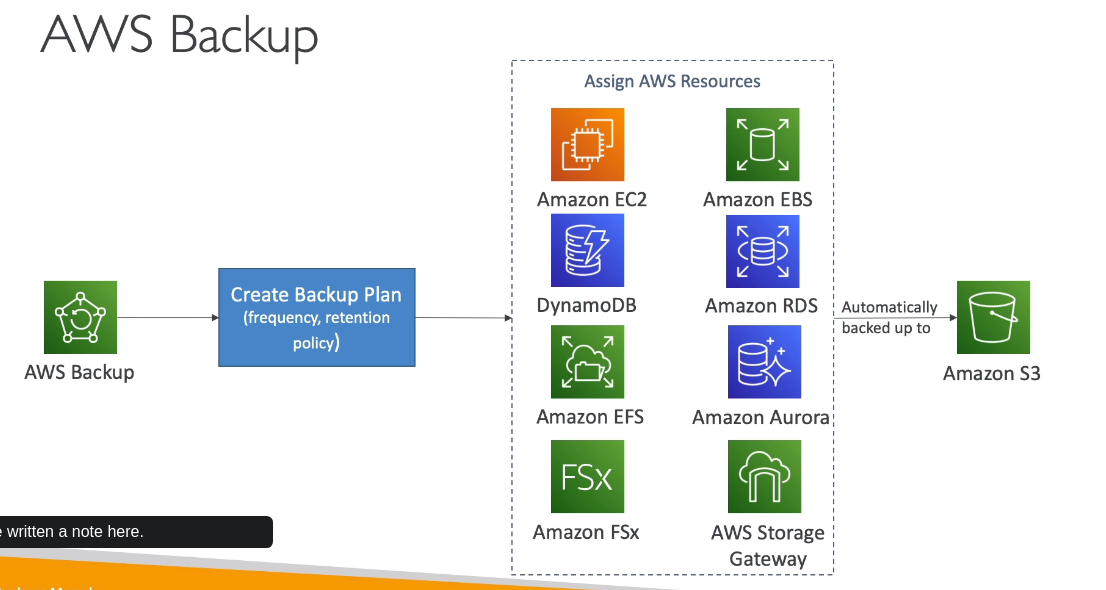 AWS Backup
Assign AWS Resources
Amazon EC2
Amazon EBS
DynamoDB
Amazon RDS
Create Backup Plan
(frequency, retention
policy)
Automatically
backed up to
AWS Backup
Amazon S3
Amazon EFS
Amazon Aurora
FSx
Amazon FSx
AWS Storage
Gateway
written a note here.